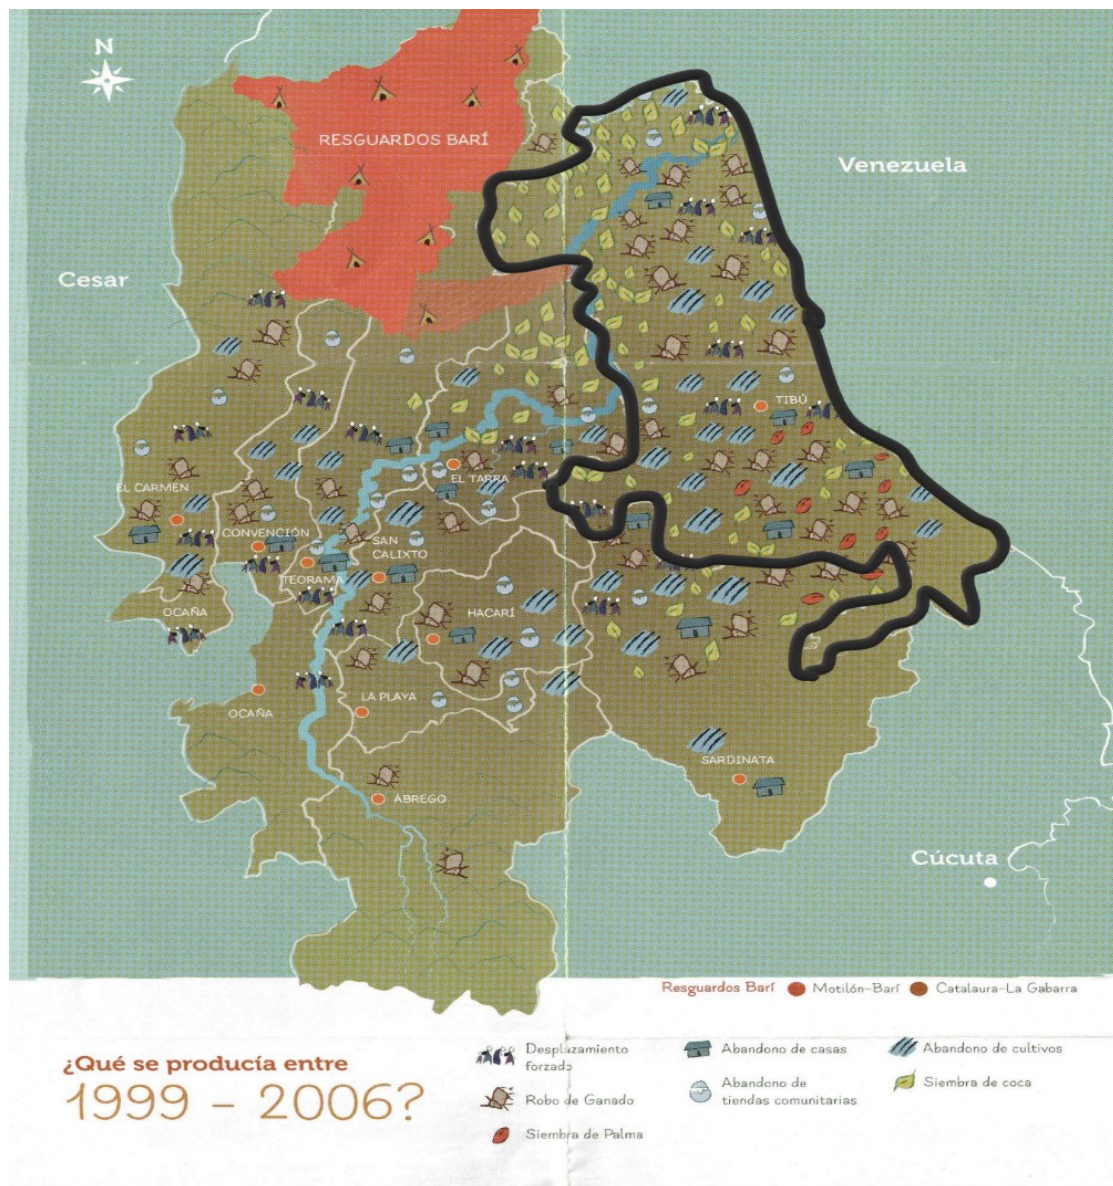 N
RESGUARDOS BARÍ
Venezuela
Cesar
TIBÚ
EL TARRA
EL CARMEN
CONVENCIÓN
SAN
CALIXTO
TEORAMA
OCAÑA
HACARÍ
OCAÑA
LA PLAYA
SARDINATA
ÁBREGO
Cúcuta
Resguardos Barí Motilón-Barí Catalaura-La Gabarra
¿Qué se producía entre
1999 - 2006?
Desplazamiento
forzado
Robo de Ganado
Siembra de Palma
Abandono de casas
Abandono de
tiendas comunitarias
Abandono de cultivos
Siembra de coca